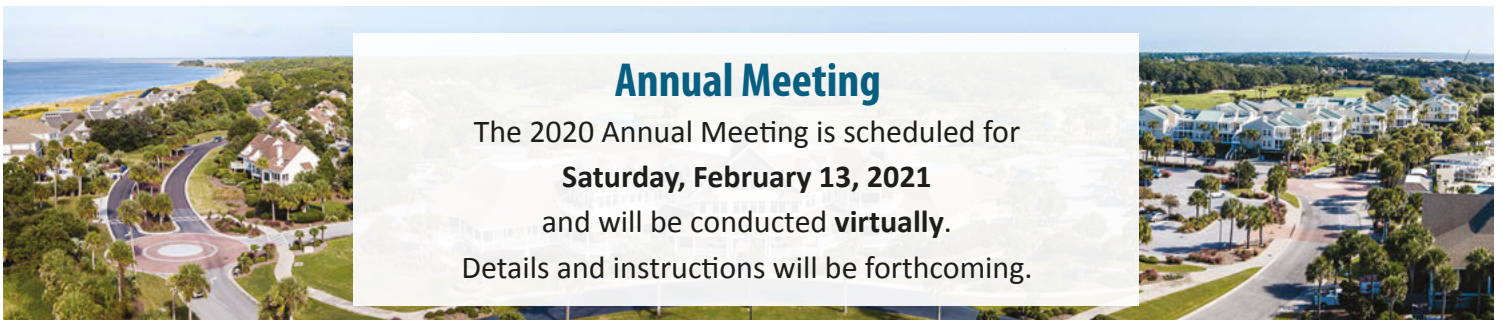 Annual Meeting
The 2020 Annual Meeting is scheduled for
Saturday, February 13, 2021
and will be conducted virtually.
Details and instructions will be forthcoming.